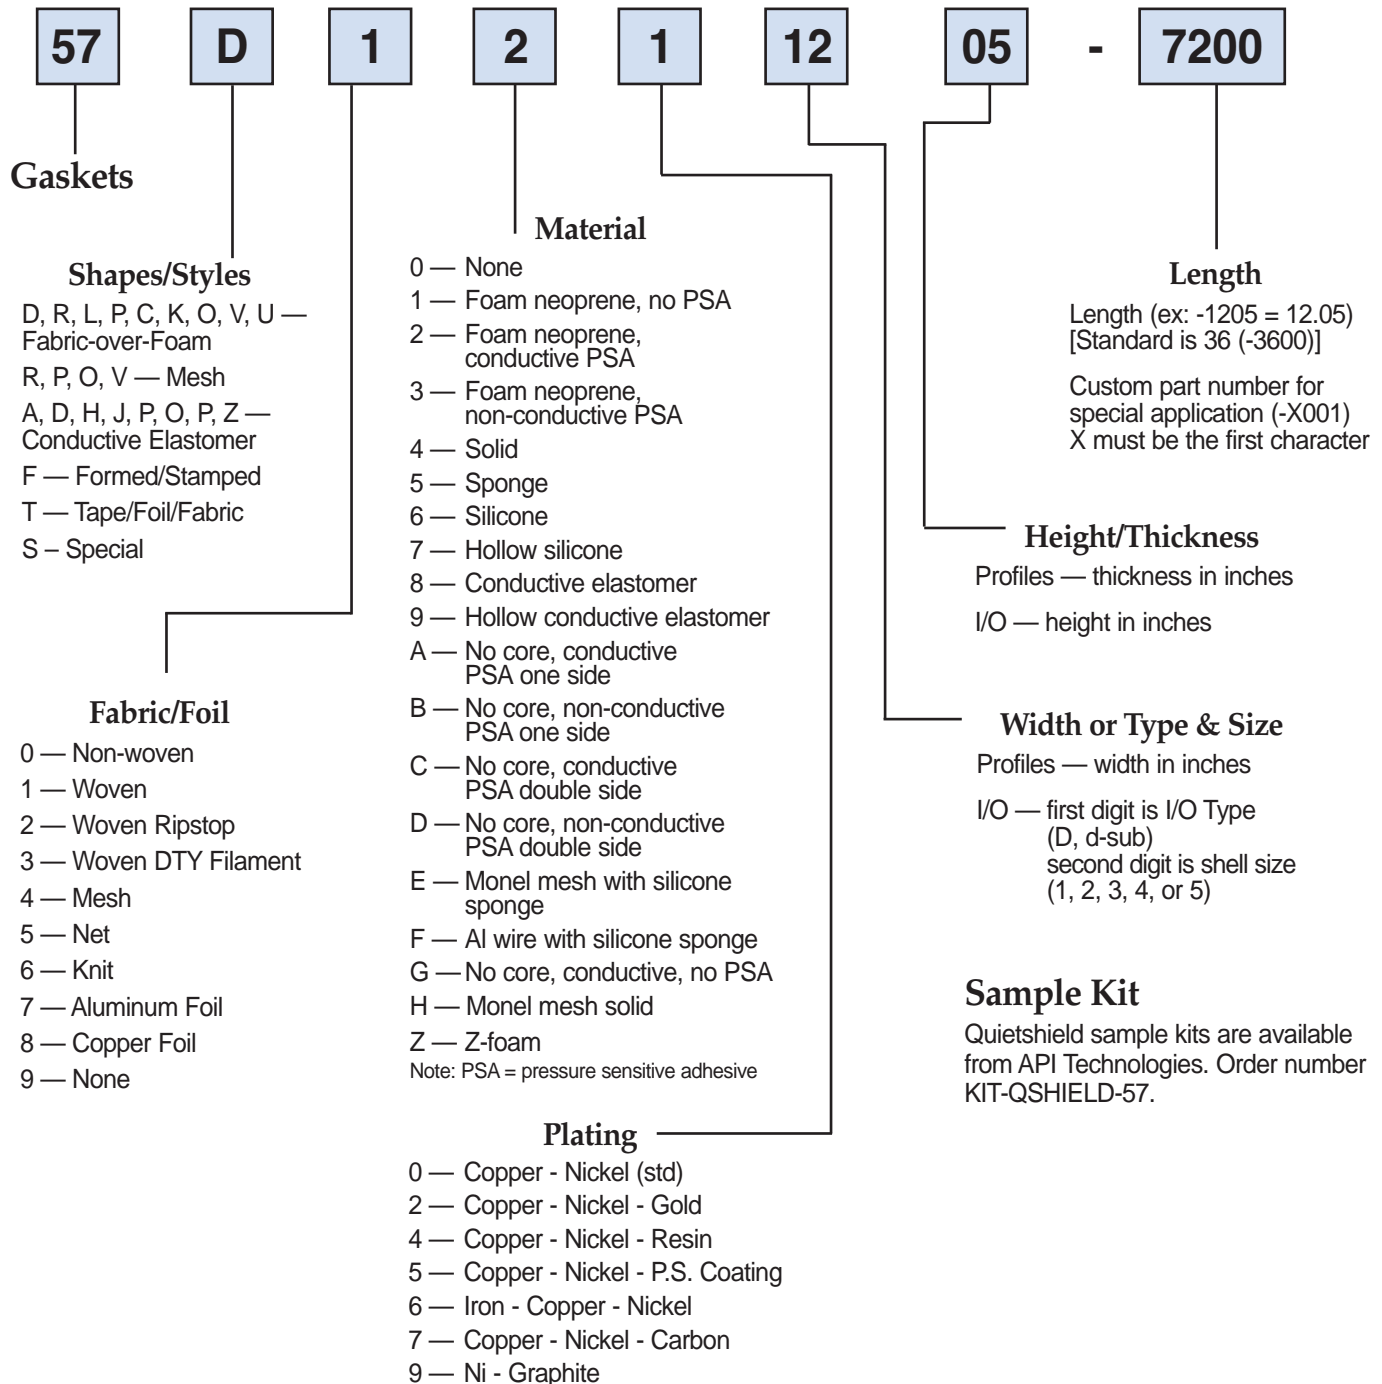 57 D 1 2 1 12 05 - 7200
Gaskets
Shapes/Styles
D, R, L, P, C, K, O, V, U —
Fabric-over-Foam
R, P, O, V — Mesh
A, D, H, J, P, O, P, Z —
Conductive Elastomer
F — Formed/Stamped
T — Tape/Foil/Fabric
S – Special
Fabric/Foil
0 — Non-woven
1 — Woven
2 — Woven Ripstop
3 — Woven DTY Filament
4 — Mesh
5 — Net
6 — Knit
7 — Aluminum Foil
8 — Copper Foil
9 — None
Material
0 — None
1 — Foam neoprene, no PSA
2 — Foam neoprene,
conductive PSA
3 — Foam neoprene,
non-conductive PSA
4 — Solid
5 — Sponge
6 — Silicone
7 — Hollow silicone
8 — Conductive elastomer
9 — Hollow conductive elastomer
A — No core, conductive
PSA one side
B — No core, non-conductive
PSA one side
C — No core, conductive
PSA double side
D — No core, non-conductive
PSA double side
E — Monel mesh with silicone
sponge
F — Al wire with silicone sponge
G — No core, conductive, no PSA
H — Monel mesh solid
Z — Z-foam
Note: PSA = pressure sensitive adhesive
Plating
0 — Copper - Nickel (std)
2 — Copper - Nickel - Gold
4 — Copper - Nickel - Resin
5 — Copper - Nickel - P.S. Coating
6 — Iron - Copper - Nickel
7 — Copper - Nickel - Carbon
9 — Ni - Graphite
Length
Length (ex: -1205 = 12.05)
[Standard is 36 (-3600)]
Custom part number for
special application (-X001)
X must be the first character
Height/Thickness
Profiles — thickness in inches
I/O — height in inches
Width or Type & Size
Profiles — width in inches
I/O — first digit is I/O Type
(D, d-sub)
second digit is shell size
(1, 2, 3, 4, or 5)
Sample Kit
Quietshield sample kits are available
from API Technologies. Order number
KIT-QSHIELD-57.